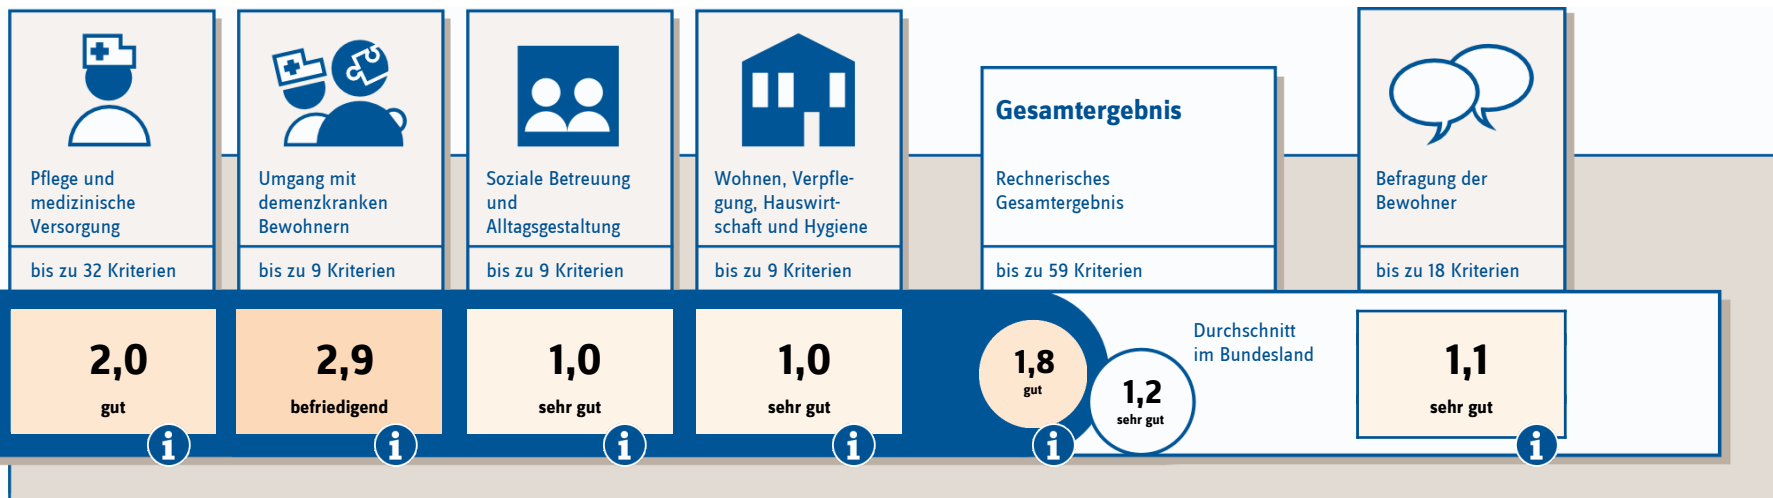 Pflege und
medizinische
Versorgung
bis zu 32 Kriterien
2,0
gut
Umgang mit
demenzkranken
Bewohnern
bis zu 9 Kriterien
2,9
befriedigend
Soziale Betreuung
und
Alltagsgestaltung
bis zu 9 Kriterien
1,0
sehr gut
Wohnen, Verpfle-
gung, Hauswirt-
schaft und Hygiene
bis zu 9 Kriterien
1,0
sehr gut
Gesamtergebnis
Rechnerisches
Gesamtergebnis
bis zu 59 Kriterien
1,8
gut
1,2
sehr gut
Durchschnitt
im Bundesland
Befragung der
Bewohner
bis zu 18 Kriterien
1,1
sehr gut